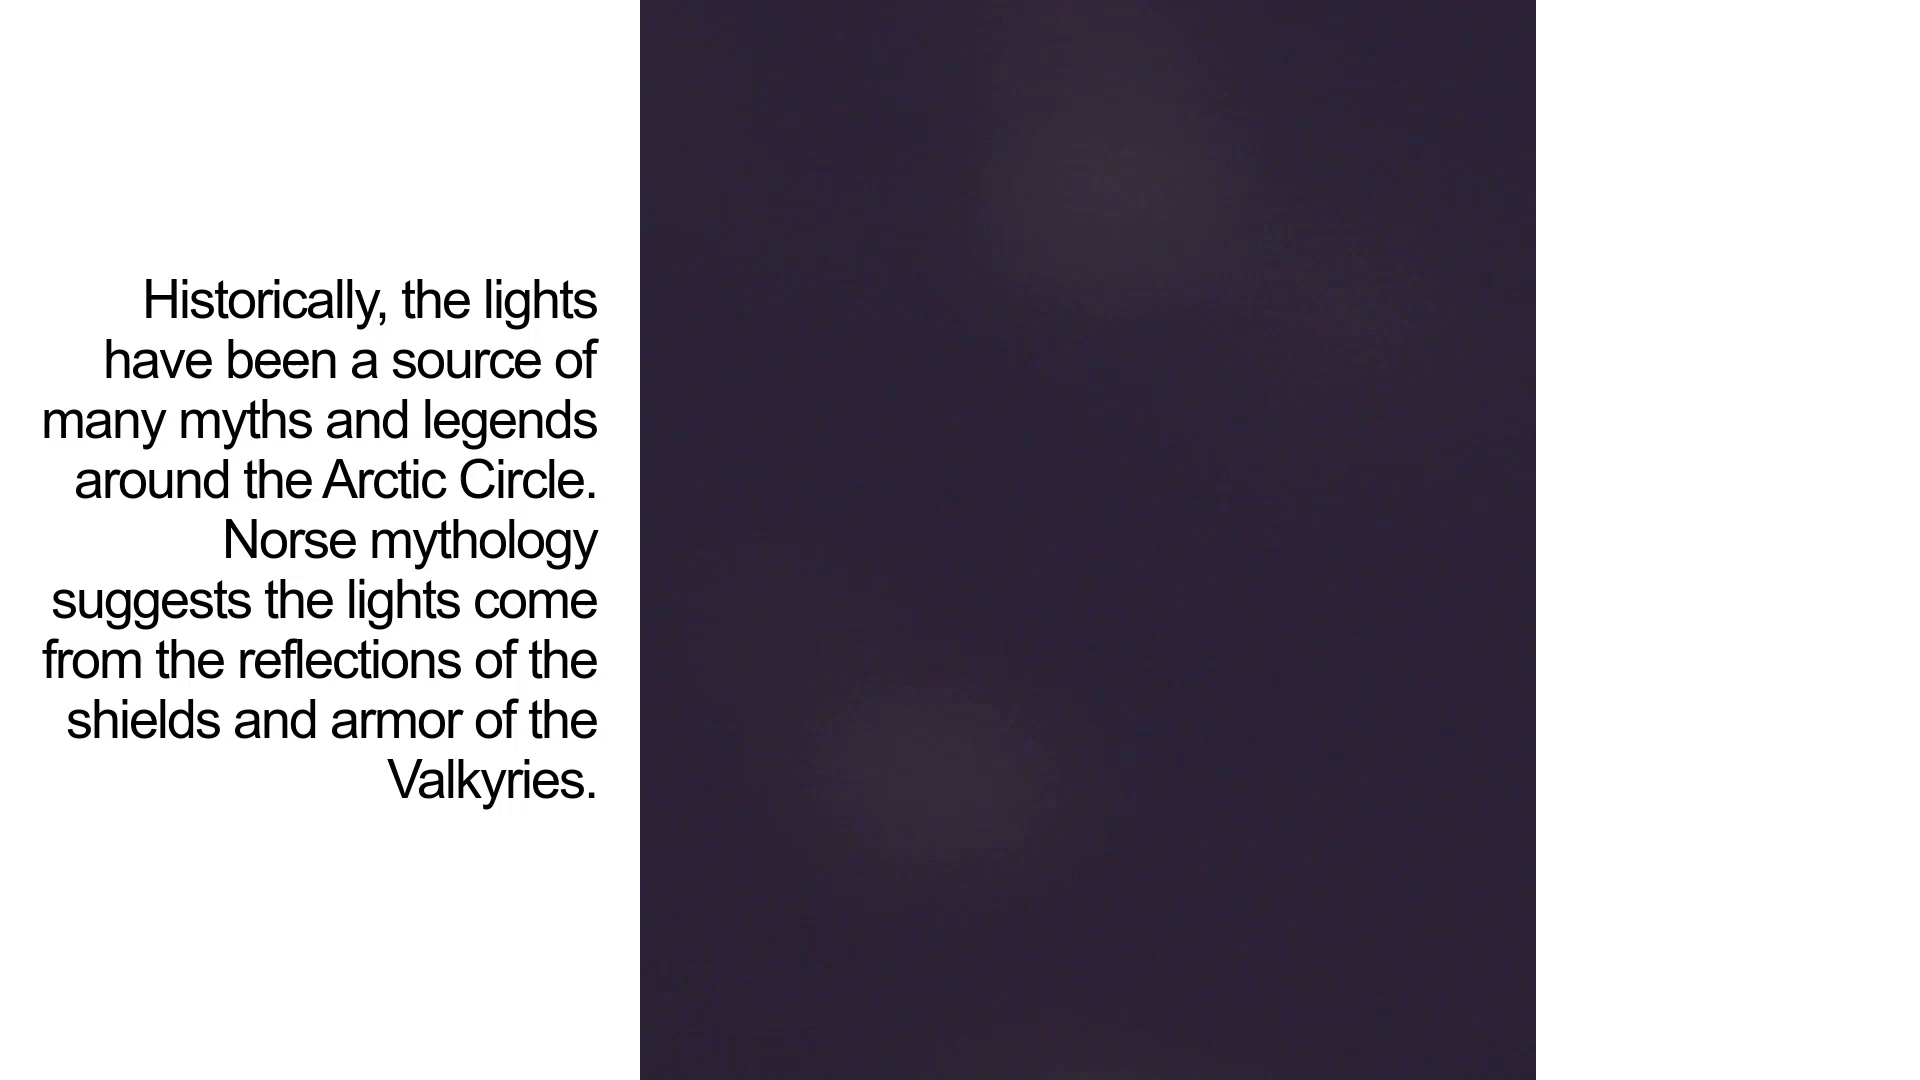 Historically, the lights
have been a source of
many myths and legends
around the Arctic Circle.
Norse mythology
suggests the lights come
from the reflections of the
shields and armor of the
Valkyries.